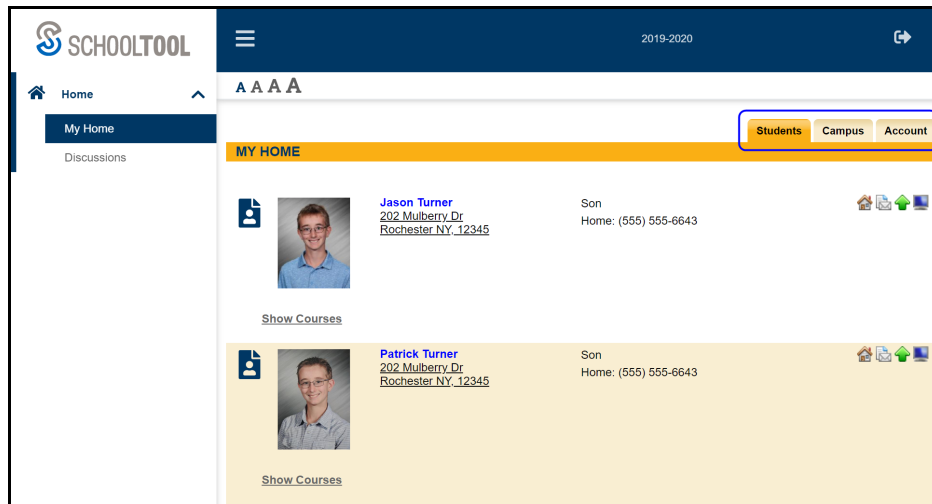 SCHOOLTOOL
2019-2020
Home
My Home
Discussions
A A A A
Students Campus Account
MY HOME
Jason Turner
202 Mulberry Dr
Rochester NY, 12345
Son
Home: (555) 555-6643
Show Courses
Patrick Turner
202 Mulberry Dr
Rochester NY, 12345
Son
Home: (555) 555-6643
Show Courses